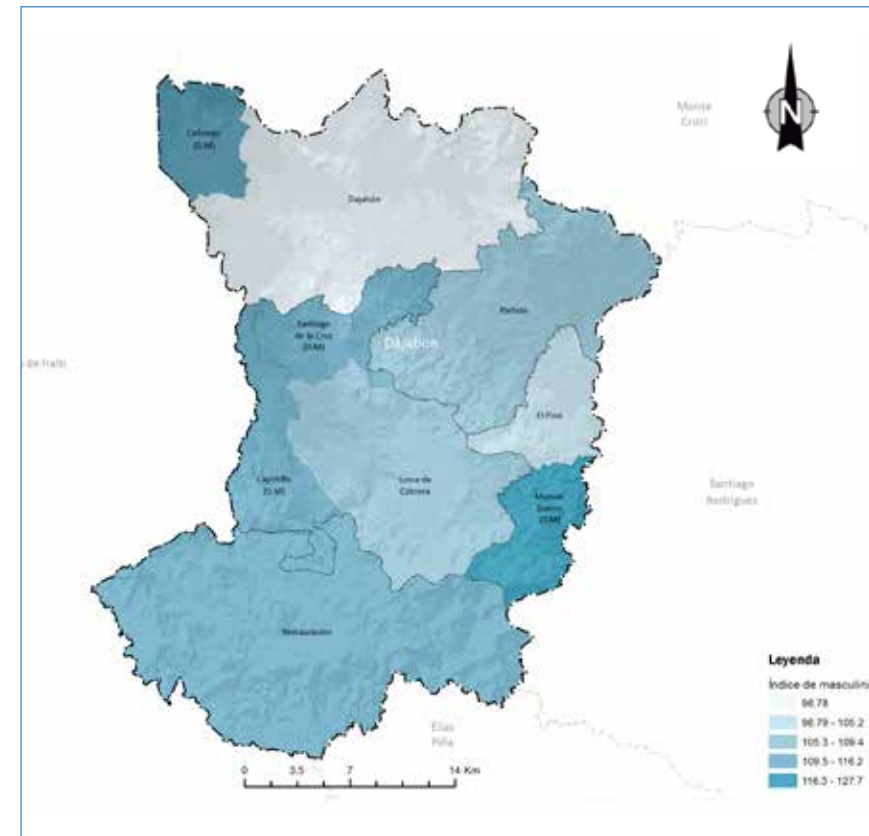 N
Monte
Cristi
Cañongo
(D.M)
Dajabón
Partido
Santiago
de la Cruz
(D.M)
Dajabón
de Haití
El Pino
Capotillo
(D.M)
Loma de
Cabrera
Manuel
Bueno
(D.M)
Santiago
Rodríguez
Restauración
Elías
Piña
Leyenda
Índice de masculini
98.78
98.79 - 105.2
105.3 - 109.4
109.5 - 116.2
116.3 - 127.7
0 3.5 7 14 Km